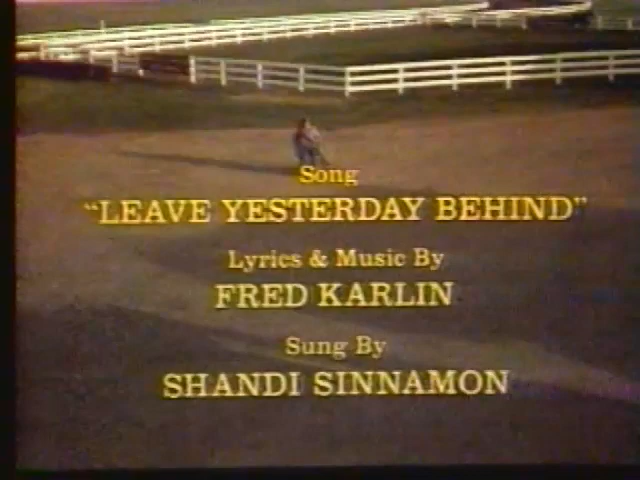 Song
"LEAVE YESTERDAY BEHIND"
Lyrics & Music By
FRED KARLIN
Sung By
SHANDI SINNAMON